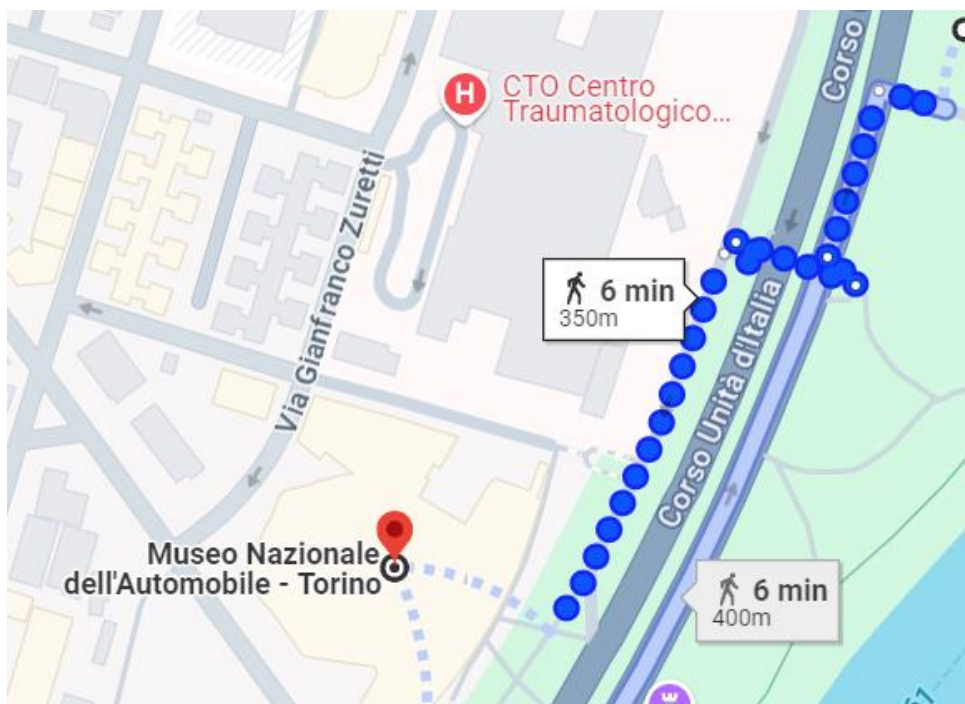 CTO Centro
Traumatologico...
H
Corso
Via Gianfranco Zuretti
6 min
350m
Corso Unità d'Italia
Museo Nazionale
dell'Automobile - Torino
6 min
400m